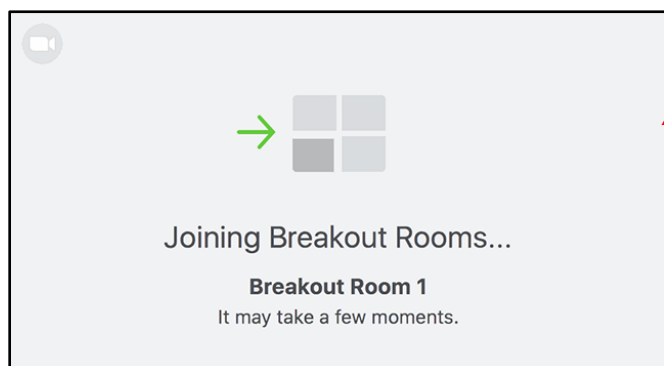 Joining Breakout Rooms...
Breakout Room 1
It may take a few moments.